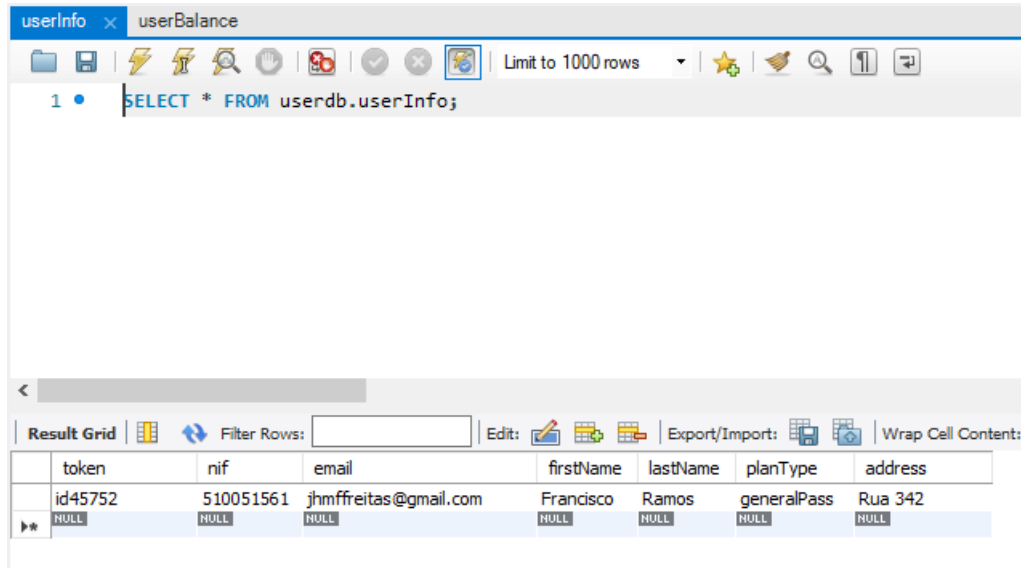 userInfo userBalance
Limit to 1000 rows
1 SELECT * FROM userdb.userInfo;
Result Grid Filter Rows: Edit: Export/Import: Wrap Cell Content:
token nif email firstName lastName planType address
id45752 510051561 jhmffreitas@gmail.com Francisco Ramos generalPass Rua 342
NULL NULL NULL NULL NULL NULL NULL